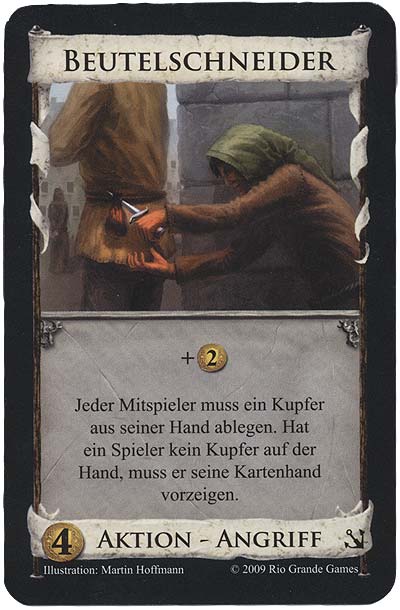 BEUTELSCHNEIDER
+2
Jeder Mitspieler muss ein Kupfer
aus seiner Hand ablegen. Hat
ein Spieler kein Kupfer auf der
Hand, muss er seine Kartenhand
vorzeigen.
4 AKTION - ANGRIFF
Illustration: Martin Hoffmann © 2009 Rio Grande Games